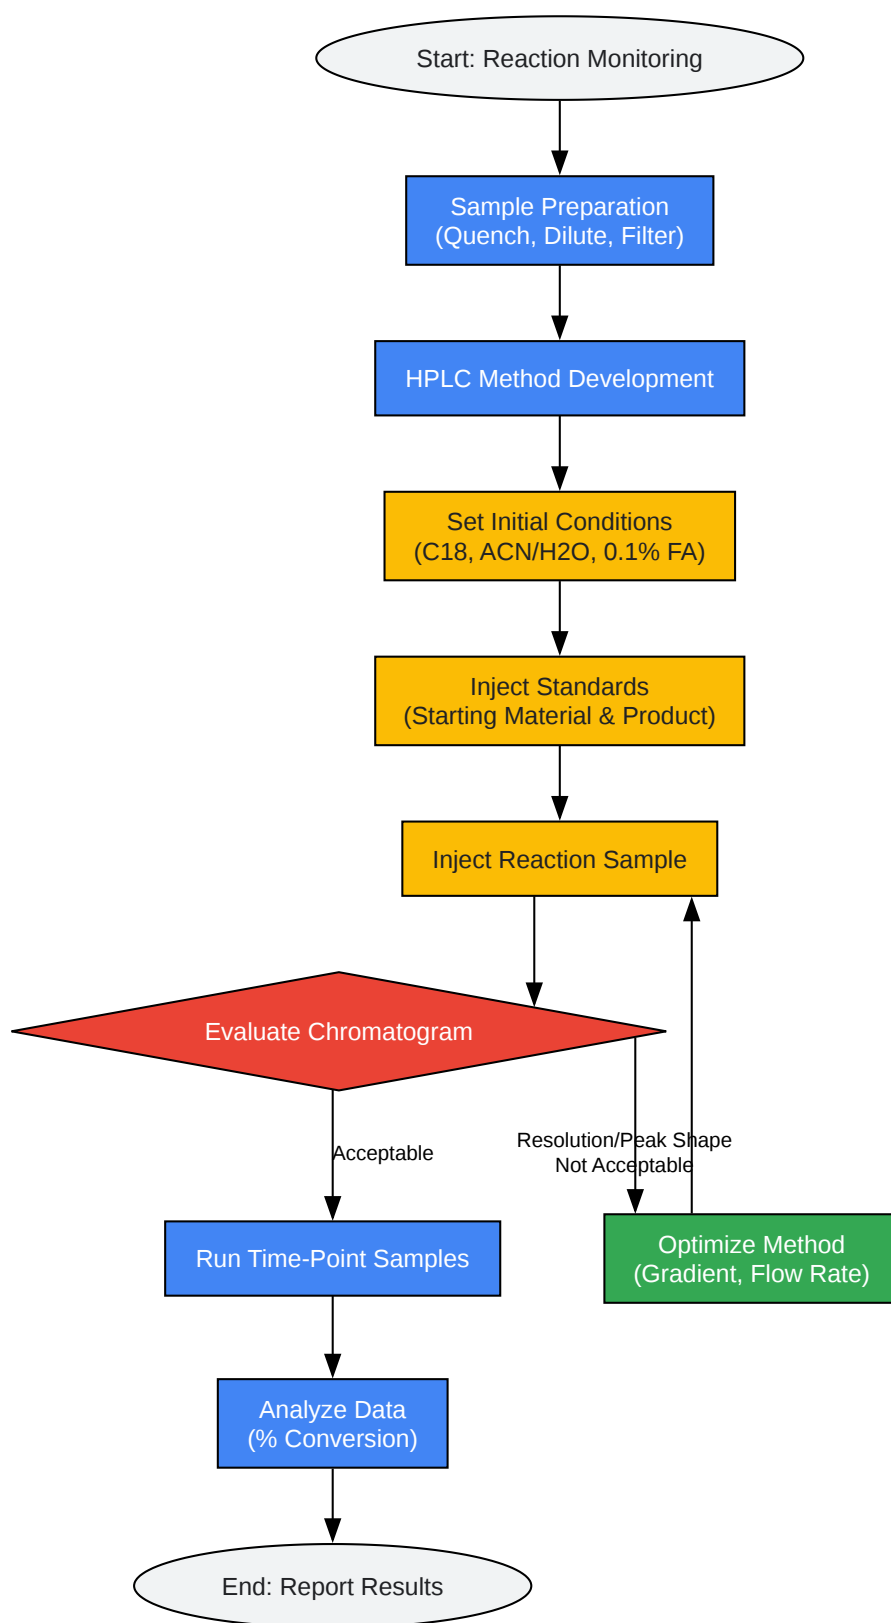 Start: Reaction Monitoring
Sample Preparation
(Quench, Dilute, Filter)
HPLC Method Development
Set Initial Conditions
(C18, ACN/H2O, 0.1% FA)
Inject Standards
(Starting Material & Product)
Inject Reaction Sample
Evaluate Chromatogram
Acceptable
Resolution/Peak Shape
Not Acceptable
Run Time-Point Samples
Optimize Method
(Gradient, Flow Rate)
Analyze Data
(% Conversion)
End: Report Results